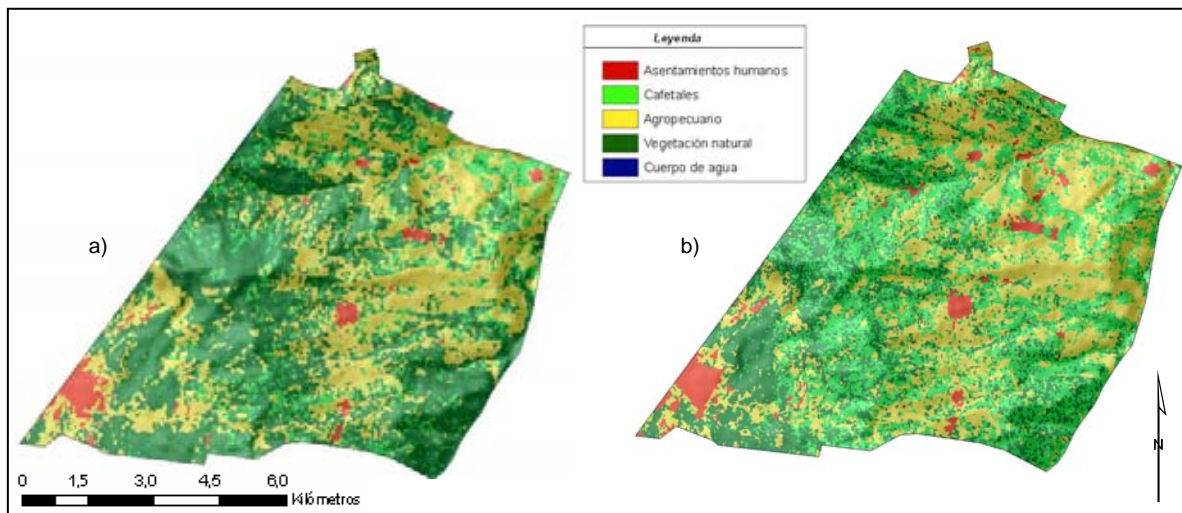 Leyenda
Asentamientos humanos
Cafetales
Agropecuario
Vegetación natural
Cuerpo de agua
a)
b)
0 1,5 3,0 4,5 6,0
Kilómetros
N